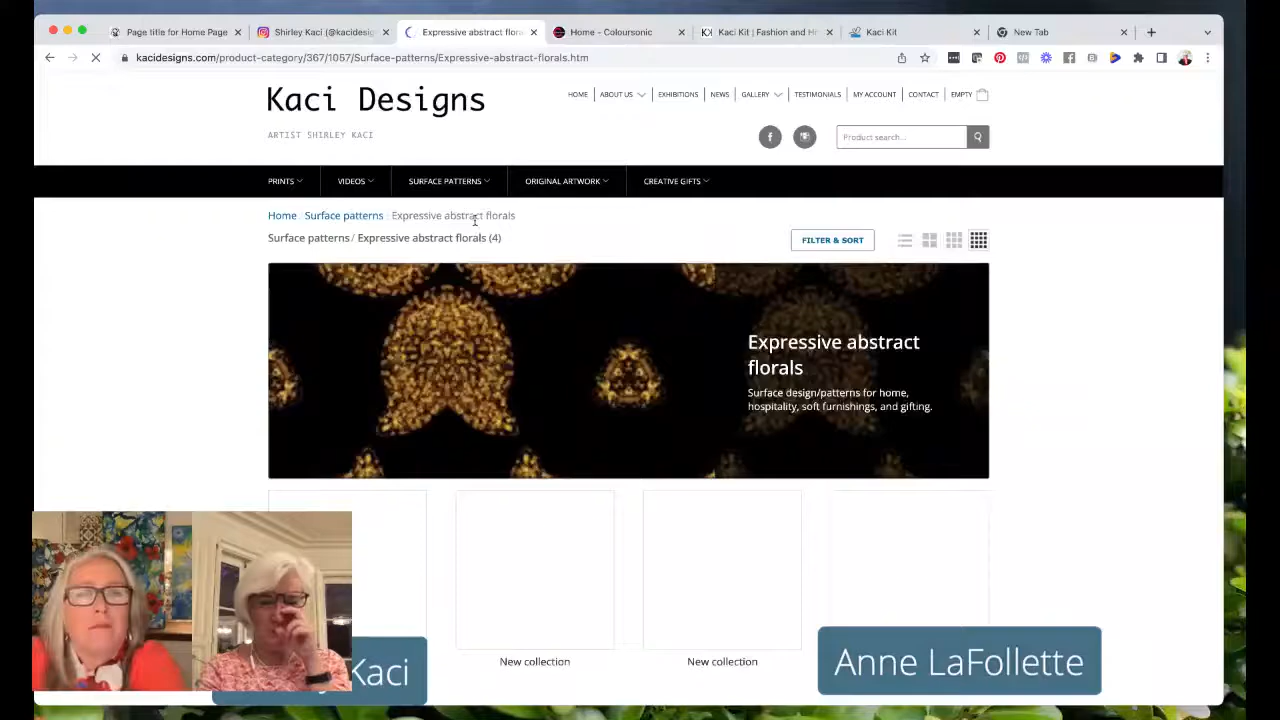 Page title for Home Page
Shirley Kaci (@kacidesig
Expressive abstract flora
Home - Coloursonic
Kaci Kit | Fashion and Hr
Kaci Kit
New Tab
kacidesigns.com/product-category/367/1057/Surface-patterns/Expressive-abstract-florals.htm
Kaci Designs
ARTIST SHIRLEY KACI
HOME
ABOUT US
EXHIBITIONS
NEWS
GALLERY
TESTIMONIALS
MY ACCOUNT
CONTACT
EMPTY
Product search...
PRINTS
VIDEOS
SURFACE PATTERNS
ORIGINAL ARTWORK
CREATIVE GIFTS
Home / Surface patterns / Expressive abstract florals
Surface patterns / Expressive abstract florals (4)
FILTER & SORT
Expressive abstract
florals
Surface design/patterns for home,
hospitality, soft furnishings, and gifting.
New collection
New collection
Kaci
Anne LaFollette